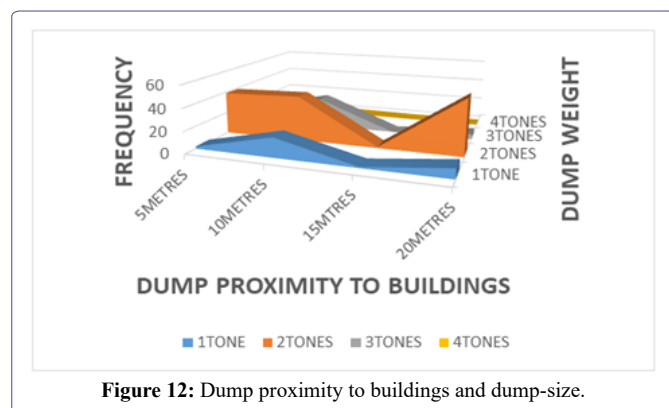 FREQUENCY
60
40
20
0
5METRES
10METRES
15MTRES
20METRES
4TONES
3TONES
2TONES
1TONE
DUMP WEIGHT
DUMP PROXIMITY TO BUILDINGS
1TONE 2TONES 3TONES 4TONES
Figure 12: Dump proximity to buildings and dump-size.